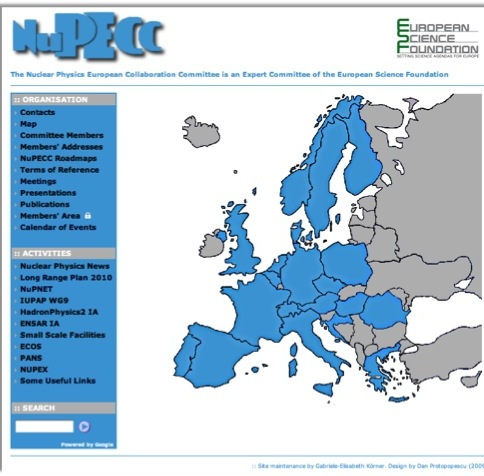 NuPECC
EUROPEAN
SCIENCE
FOUNDATION
SETTING SCIENCE AGENDAS FOR EUROPE
The Nuclear Physics European Collaboration Committee is an Expert Committee of the European Science Foundation
:: ORGANISATION
Contacts
Map
Committee Members
Members' Addresses
NuPECC Roadmaps
Terms of Reference
Meetings
Presentations
Publications
Members' Area
Calendar of Events
:: ACTIVITIES
Nuclear Physics News
Long Range Plan 2010
NuPNET
IUPAP WG9
HadronPhysics2 IA
ENSAR IA
Small Scale Facilities
ECOS
PANS
NUPEX
Some Useful Links
:: SEARCH
Powered by Google
:: Site maintenance by Gabriele-Elisabeth Körner. Design by Dan Protopopescu